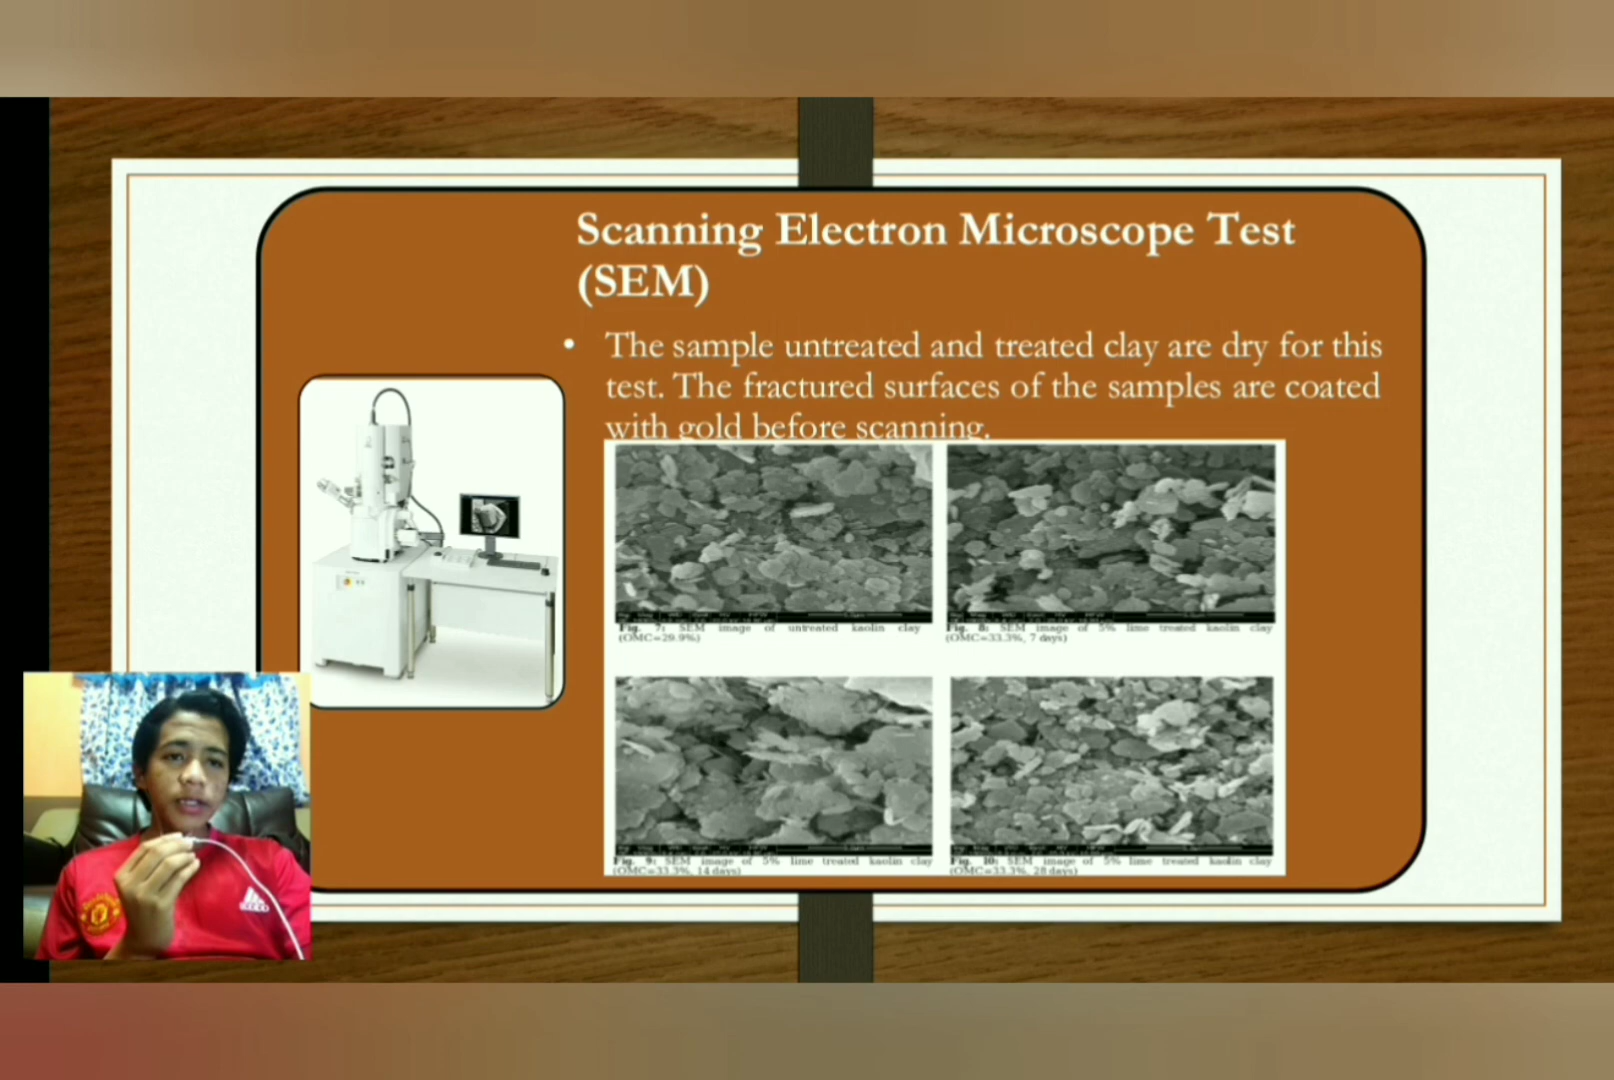 Scanning Electron Microscope Test
(SEM)
• The sample untreated and treated clay are dry for this
test. The fractured surfaces of the samples are coated
with gold before scanning.
Fig. 7: SEM image of untreated kaolin clay
(OMC=29.9%)
Fig. 8: SEM image of 5% lime treated kaolin clay
(OMC=33.3%, 7 days)
Fig. 9: SEM image of 5% lime treated kaolin clay
(OMC=33.3%, 14 days)
Fig. 10: SEM image of 5% lime treated kaolin clay
(OMC=33.3%, 28 days)